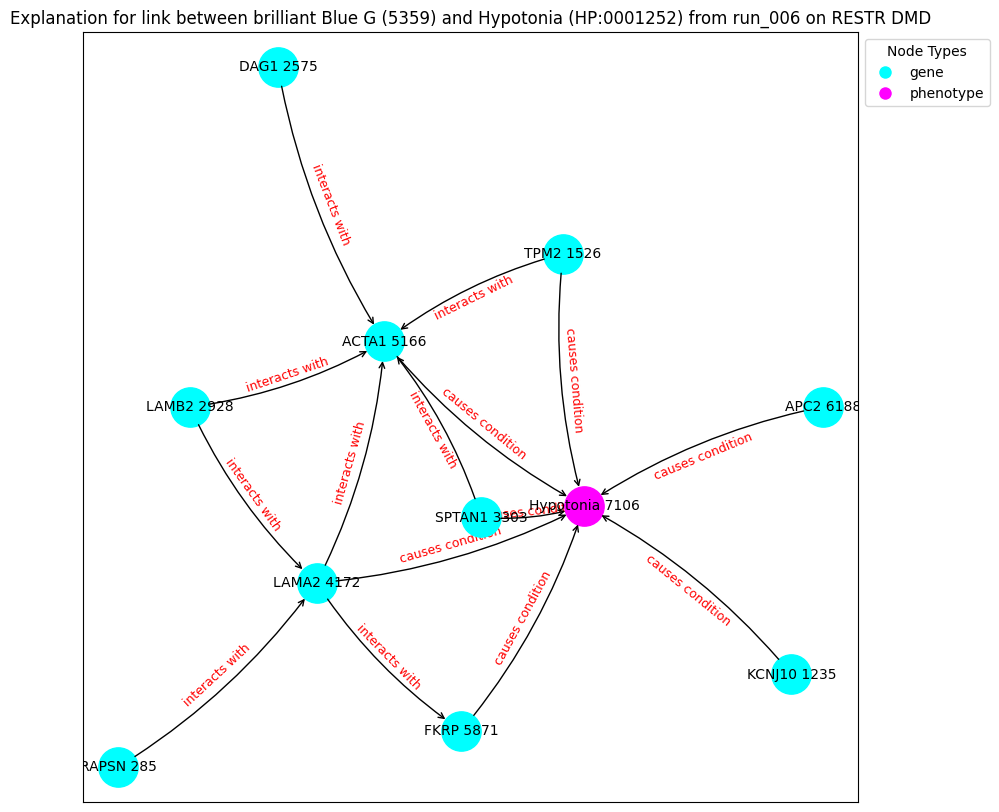 Explanation for link between brilliant Blue G (5359) and Hypotonia (HP:0001252) from run_006 on RESTR DMD
Node Types
gene
phenotype
DAG1 2575
interacts with
TPM2 1526
interacts with
causes condition
ACTA1 5166
interacts with
causes condition
LAMB2 2928
APC2 6188
causes condition
interacts with
interacts with
interacts with
Hypotonia 7106
SPTAN1 3303
causes condition
causes condition
LAMA2 4172
causes condition
interacts with
interacts with
causes condition
KCNJ10 1235
FKRP 5871
RAPSN 285